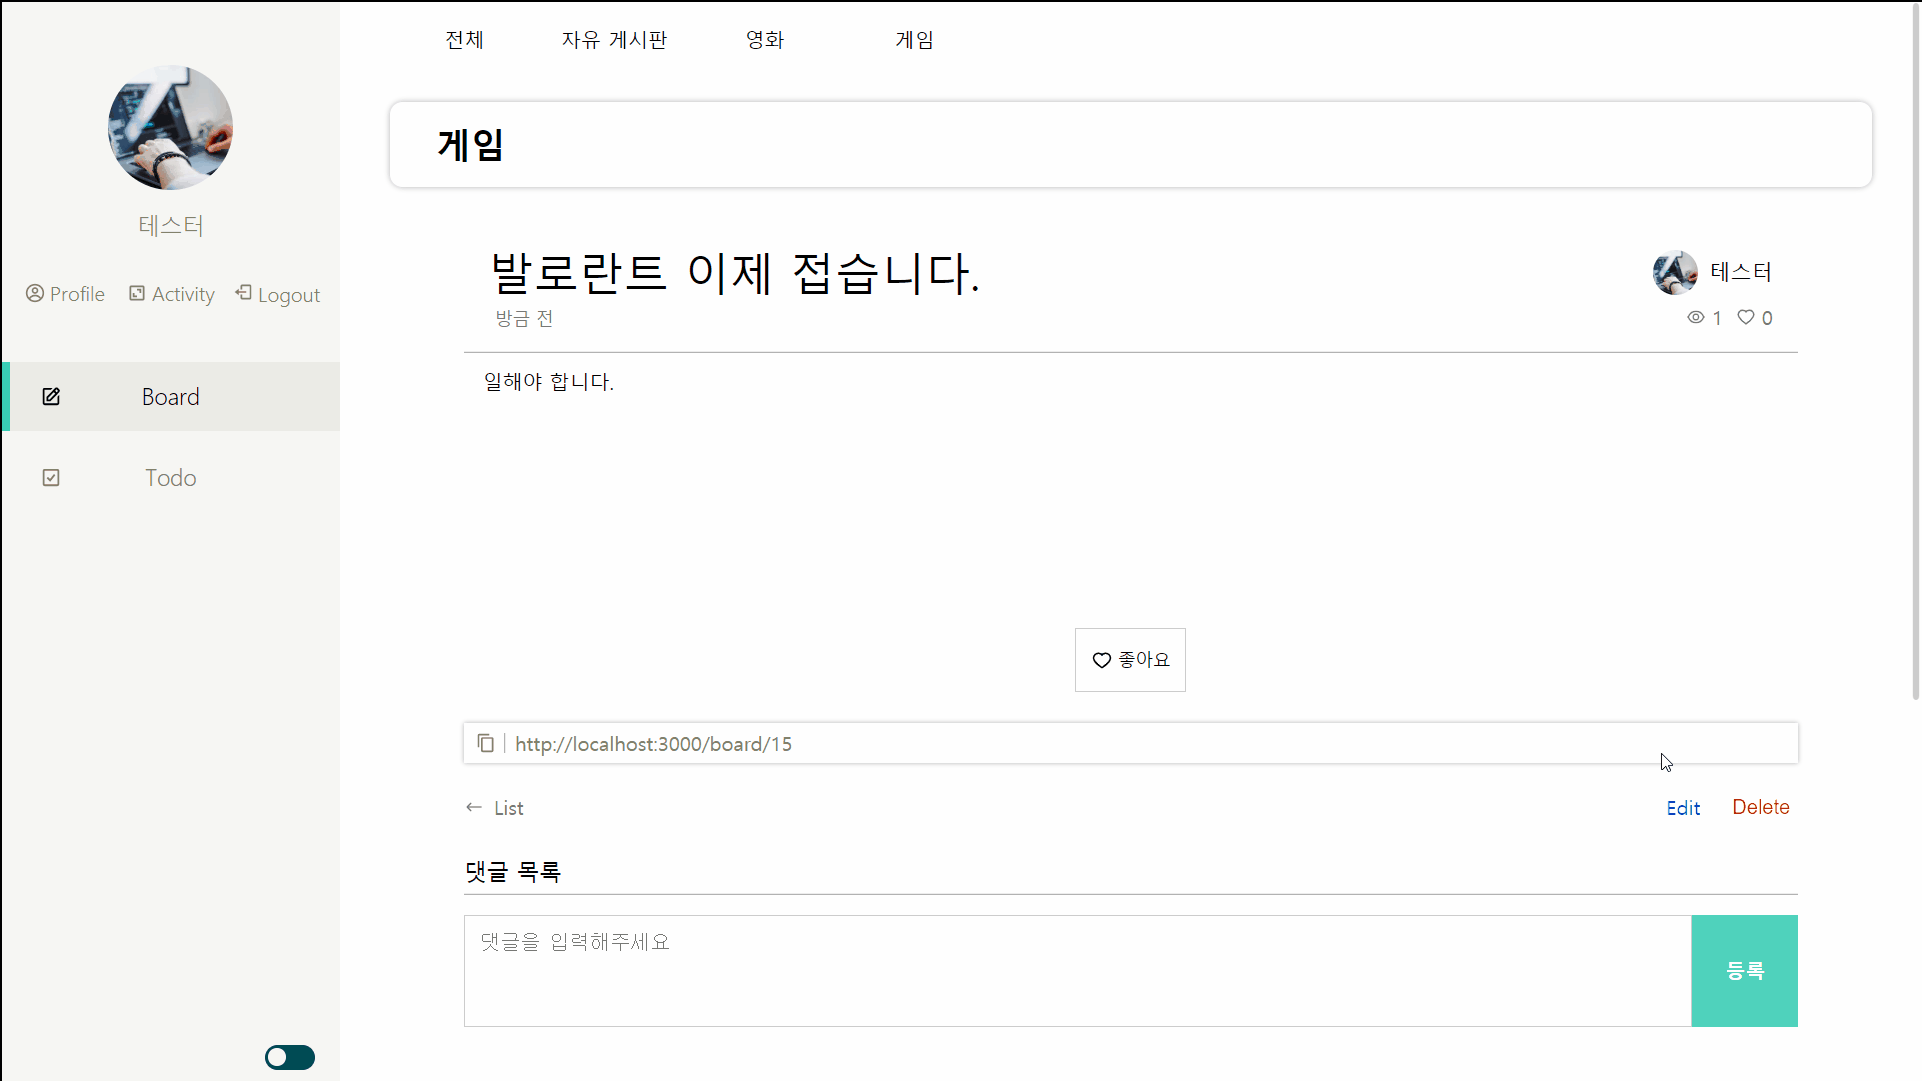 테스터
Profile
Activity
Logout
Board
Todo
전체
자유 게시판
영화
게임
게임
발로란트 이제 접습니다.
방금 전
테스터
1
0
일해야 합니다.
좋아요
http://localhost:3000/board/15
← List
Edit
Delete
댓글 목록
댓글을 입력해주세요
등록